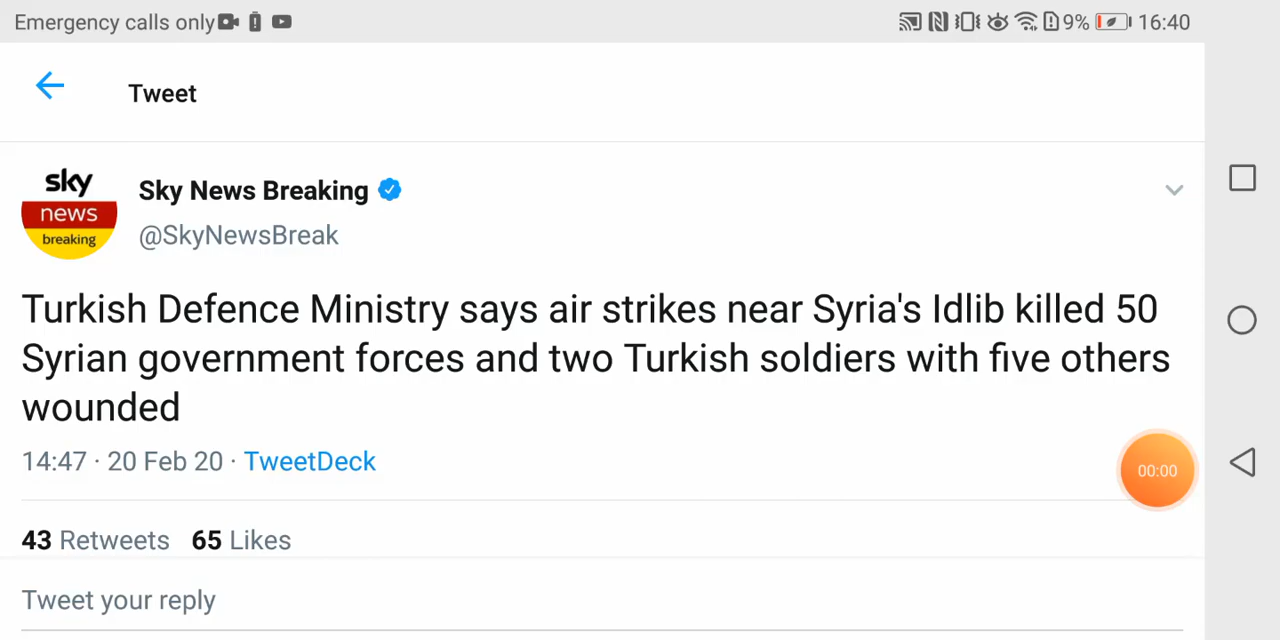 Emergency calls only
9% 16:40
Tweet
sky
news
breaking
Sky News Breaking
@SkyNewsBreak
Turkish Defence Ministry says air strikes near Syria's Idlib killed 50
Syrian government forces and two Turkish soldiers with five others
wounded
14:47 · 20 Feb 20 · TweetDeck
00:00
43 Retweets 65 Likes
Tweet your reply